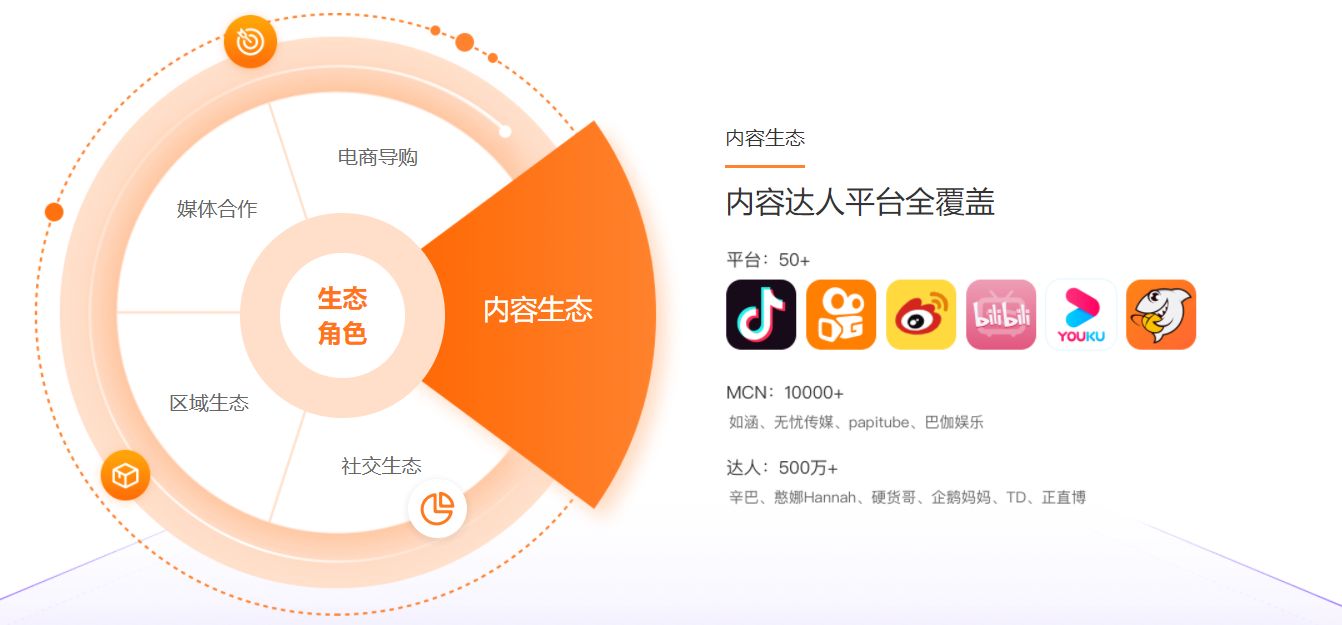 电商导购
媒体合作
生态
角色
内容生态
区域生态
社交生态
内容生态
内容达人平台全覆盖
平台：50+
bilibili
YOUKU
MCN：10000+
如涵、无忧传媒、papitube、巴伽娱乐
达人：500万+
辛巴、憨娜Hannah、硬货哥、企鹅妈妈、TD、正直博